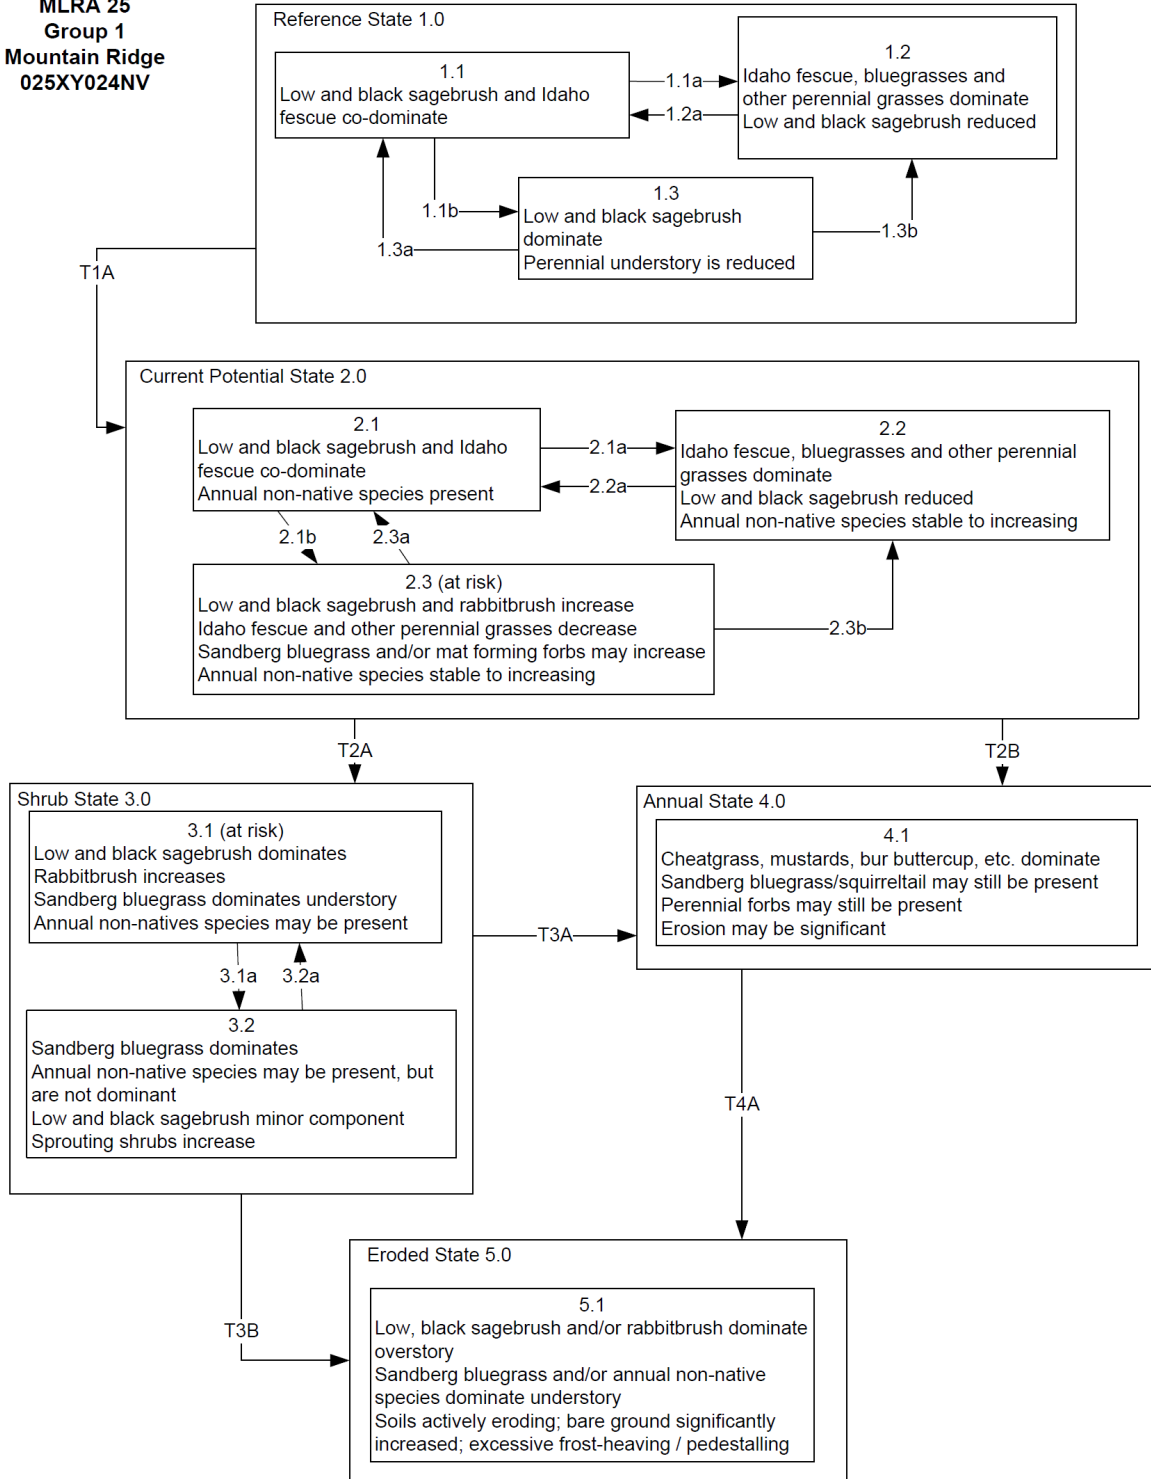 MLRA 25
Group 1
Mountain Ridge
025XY024NV
Reference State 1.0
1.1
Low and black sagebrush and Idaho
fescue co-dominate
1.1a
1.2a
1.2
Idaho fescue, bluegrasses and
other perennial grasses dominate
Low and black sagebrush reduced
1.1b
1.3a
1.3
Low and black sagebrush
dominate
Perennial understory is reduced
1.3b
T1A
Current Potential State 2.0
2.1
Low and black sagebrush and Idaho
fescue co-dominate
Annual non-native species present
2.1a
2.2a
2.2
Idaho fescue, bluegrasses and other perennial
grasses dominate
Low and black sagebrush reduced
Annual non-native species stable to increasing
2.1b
2.3a
2.3 (at risk)
Low and black sagebrush and rabbitbrush increase
Idaho fescue and other perennial grasses decrease
Sandberg bluegrass and/or mat forming forbs may increase
Annual non-native species stable to increasing
2.3b
T2A
T2B
Shrub State 3.0
3.1 (at risk)
Low and black sagebrush dominates
Rabbitbrush increases
Sandberg bluegrass dominates understory
Annual non-natives species may be present
3.1a
3.2a
3.2
Sandberg bluegrass dominates
Annual non-native species may be present, but
are not dominant
Low and black sagebrush minor component
Sprouting shrubs increase
T3A
Annual State 4.0
4.1
Cheatgrass, mustards, bur buttercup, etc. dominate
Sandberg bluegrass/squirreltail may still be present
Perennial forbs may still be present
Erosion may be significant
T4A
T3B
Eroded State 5.0
5.1
Low, black sagebrush and/or rabbitbrush dominate
overstory
Sandberg bluegrass and/or annual non-native
species dominate understory
Soils actively eroding; bare ground significantly
increased; excessive frost-heaving / pedestalling